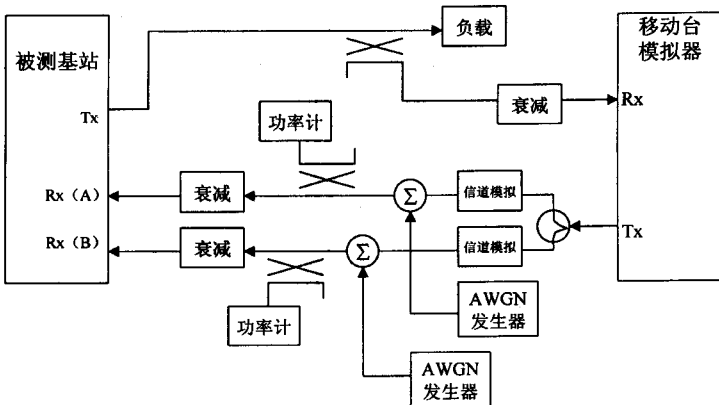 负载
移动台
模拟器
被测基站
Tx
衰减
Rx
功率计
Rx（A）
衰减
Σ
信道模拟
Tx
Rx（B）
衰减
Σ
信道模拟
功率计
AWGN
发生器
AWGN
发生器